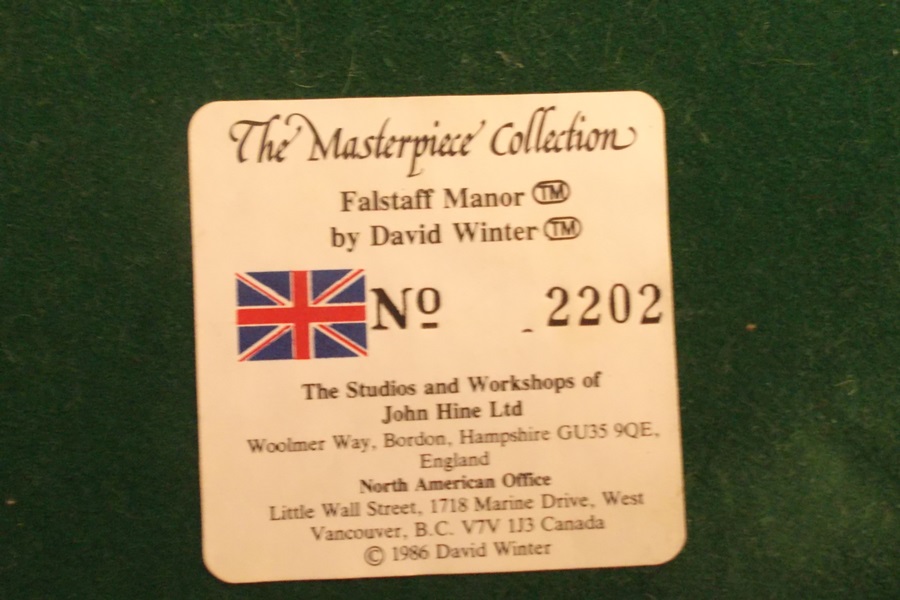 The Masterpiece Collection
Falstaff Manor TM
by David Winter TM
Nº 2202
The Studios and Workshops of
John Hine Ltd
Woolmer Way, Bordon, Hampshire GU35 9QE,
England
North American Office
Little Wall Street, 1718 Marine Drive, West
Vancouver, B.C. V7V 1J3 Canada
© 1986 David Winter